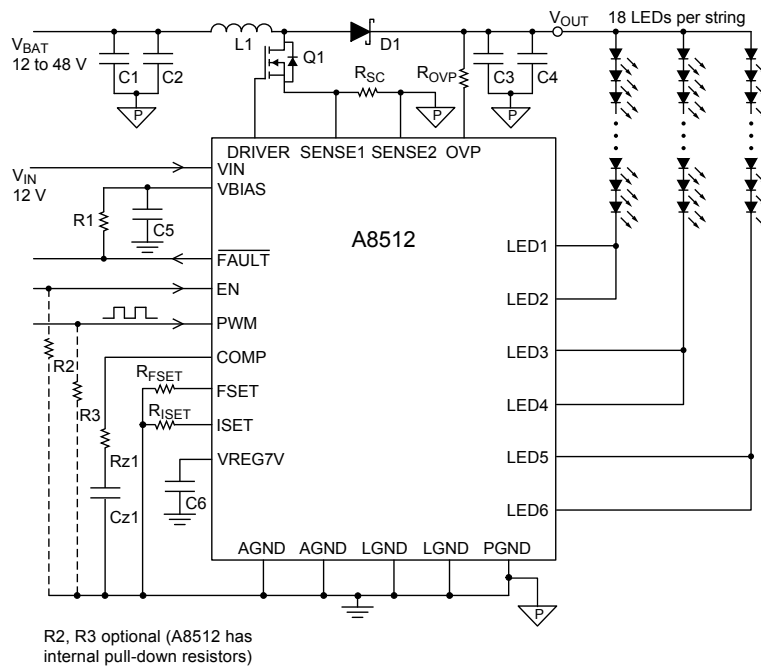 VOUT
18 LEDs per string
VBAT
12 to 48 V
L1
D1
Q1
C1
C2
RSC
ROVP
C3
C4
P
P
P
DRIVER
SENSE1
SENSE2
OVP
VIN
12 V
VIN
VBIAS
R1
C5
A8512
FAULT
LED1
EN
LED2
PWM
COMP
LED3
R2
RFSET
FSET
R3
RISET
ISET
LED4
Rz1
VREG7V
LED5
Cz1
C6
LED6
AGND
AGND
LGND
LGND
PGND
P
R2, R3 optional (A8512 has
internal pull-down resistors)